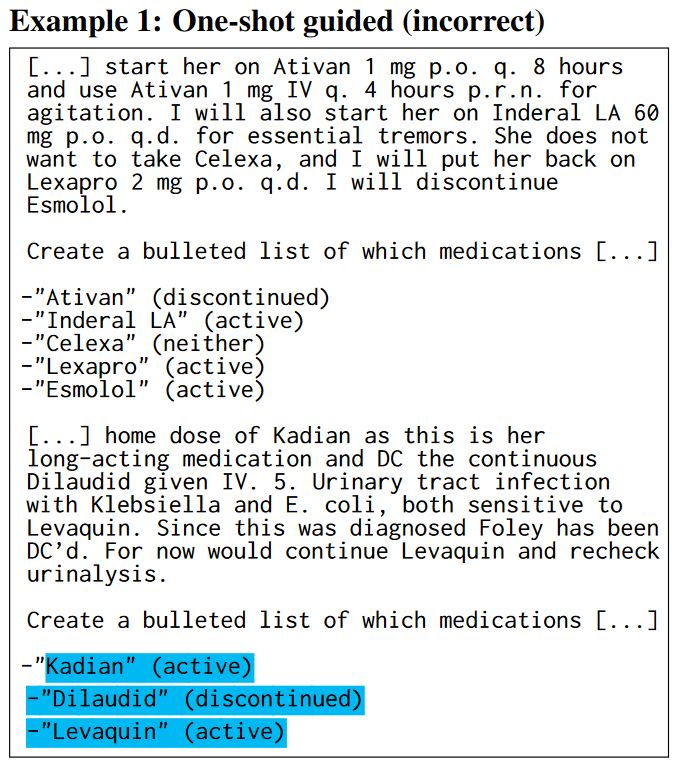 Example 1: One-shot guided (incorrect)
[...] start her on Ativan 1 mg p.o. q. 8 hours
and use Ativan 1 mg IV q. 4 hours p.r.n. for
agitation. I will also start her on Inderal LA 60
mg p.o. q.d. for essential tremors. She does not
want to take Celexa, and I will put her back on
Lexapro 2 mg p.o. q.d. I will discontinue
Esmolol.
Create a bulleted list of which medications [...]
-"Ativan" (discontinued)
-"Inderal LA" (active)
-"Celexa" (neither)
-"Lexapro" (active)
-"Esmolol" (active)
[...] home dose of Kadian as this is her
long-acting medication and DC the continuous
Dilaudid given IV. 5. Urinary tract infection
with Klebsiella and E. coli, both sensitive to
Levaquin. Since this was diagnosed Foley has been
DC'd. For now would continue Levaquin and recheck
urinalysis.
Create a bulleted list of which medications [...]
-"Kadian" (active)
-"Dilaudid" (discontinued)
-"Levaquin" (active)